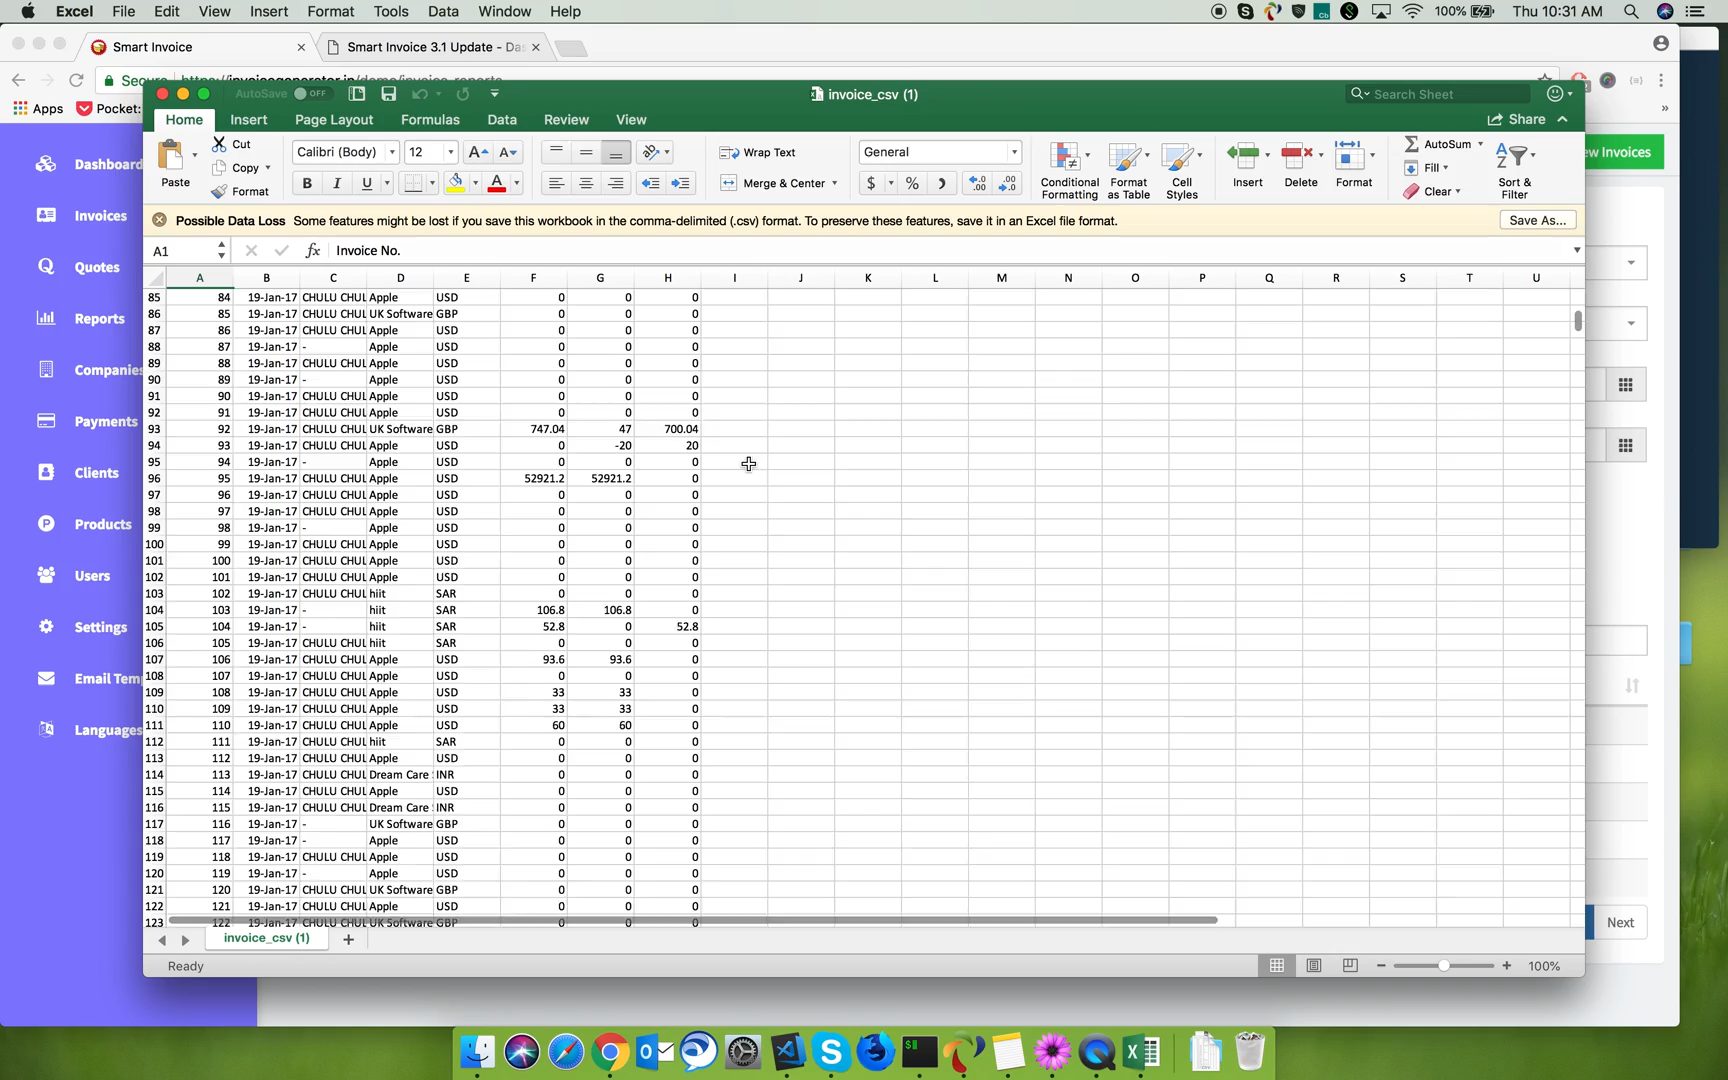 Excel File Edit View Insert Format Tools Data Window Help 100% Thu 10:31 AM
Smart Invoice Smart Invoice 3.1 Update - Das
Apps Pocket:
invoice_csv (1)
AutoSave OFF Search Sheet
Home Insert Page Layout Formulas Data Review View Share
Paste Cut Copy Format
Calibri (Body) 12 Wrap Text Merge & Center General
Conditional Formatting Format as Table Cell Styles Insert Delete Format AutoSum Fill Clear Sort & Filter
Possible Data Loss Some features might be lost if you save this workbook in the comma-delimited (.csv) format. To preserve these features, save it in an Excel file format. Save As...
A1 fx Invoice No.
A B C D E F G H I J K L M N O P Q R S T U
85 84 19-Jan-17 CHULU CHUL Apple USD 0 0 0
86 85 19-Jan-17 CHULU CHUL UK Software GBP 0 0 0
87 86 19-Jan-17 CHULU CHUL Apple USD 0 0 0
88 87 19-Jan-17 - Apple USD 0 0 0
89 88 19-Jan-17 CHULU CHUL Apple USD 0 0 0
90 89 19-Jan-17 - Apple USD 0 0 0
91 90 19-Jan-17 CHULU CHUL Apple USD 0 0 0
92 91 19-Jan-17 CHULU CHUL Apple USD 0 0 0
93 92 19-Jan-17 CHULU CHUL UK Software GBP 747.04 47 700.04
94 93 19-Jan-17 CHULU CHUL Apple USD 0 -20 20
95 94 19-Jan-17 - Apple USD 0 0 0
96 95 19-Jan-17 CHULU CHUL Apple USD 52921.2 52921.2 0
97 96 19-Jan-17 CHULU CHUL Apple USD 0 0 0
98 97 19-Jan-17 CHULU CHUL Apple USD 0 0 0
99 98 19-Jan-17 - Apple USD 0 0 0
100 99 19-Jan-17 CHULU CHUL Apple USD 0 0 0
101 100 19-Jan-17 CHULU CHUL Apple USD 0 0 0
102 101 19-Jan-17 CHULU CHUL Apple USD 0 0 0
103 102 19-Jan-17 CHULU CHUL hiit SAR 0 0 0
104 103 19-Jan-17 - hiit SAR 106.8 106.8 0
105 104 19-Jan-17 - hiit SAR 52.8 0 52.8
106 105 19-Jan-17 CHULU CHUL hiit SAR 0 0 0
107 106 19-Jan-17 CHULU CHUL Apple USD 93.6 93.6 0
108 107 19-Jan-17 CHULU CHUL Apple USD 0 0 0
109 108 19-Jan-17 CHULU CHUL Apple USD 33 33 0
110 109 19-Jan-17 CHULU CHUL Apple USD 33 33 0
111 110 19-Jan-17 CHULU CHUL Apple USD 60 60 0
112 111 19-Jan-17 CHULU CHUL hiit SAR 0 0 0
113 112 19-Jan-17 CHULU CHUL Apple USD 0 0 0
114 113 19-Jan-17 CHULU CHUL Dream Care INR 0 0 0
115 114 19-Jan-17 CHULU CHUL Apple USD 0 0 0
116 115 19-Jan-17 CHULU CHUL Dream Care INR 0 0 0
117 116 19-Jan-17 - UK Software GBP 0 0 0
118 117 19-Jan-17 - Apple USD 0 0 0
119 118 19-Jan-17 CHULU CHUL Apple USD 0 0 0
120 119 19-Jan-17 - Apple USD 0 0 0
121 120 19-Jan-17 CHULU CHUL UK Software GBP 0 0 0
122 121 19-Jan-17 CHULU CHUL Apple USD 0 0 0
123 122 19-Jan-17 CHULU CHUL UK Software GBP 0 0 0
invoice_csv (1)
Ready 100%
Dashboard
Invoices
Quotes
Reports
Companies
Payments
Clients
Products
Users
Settings
Email Tem
Languages
Invoices
Next